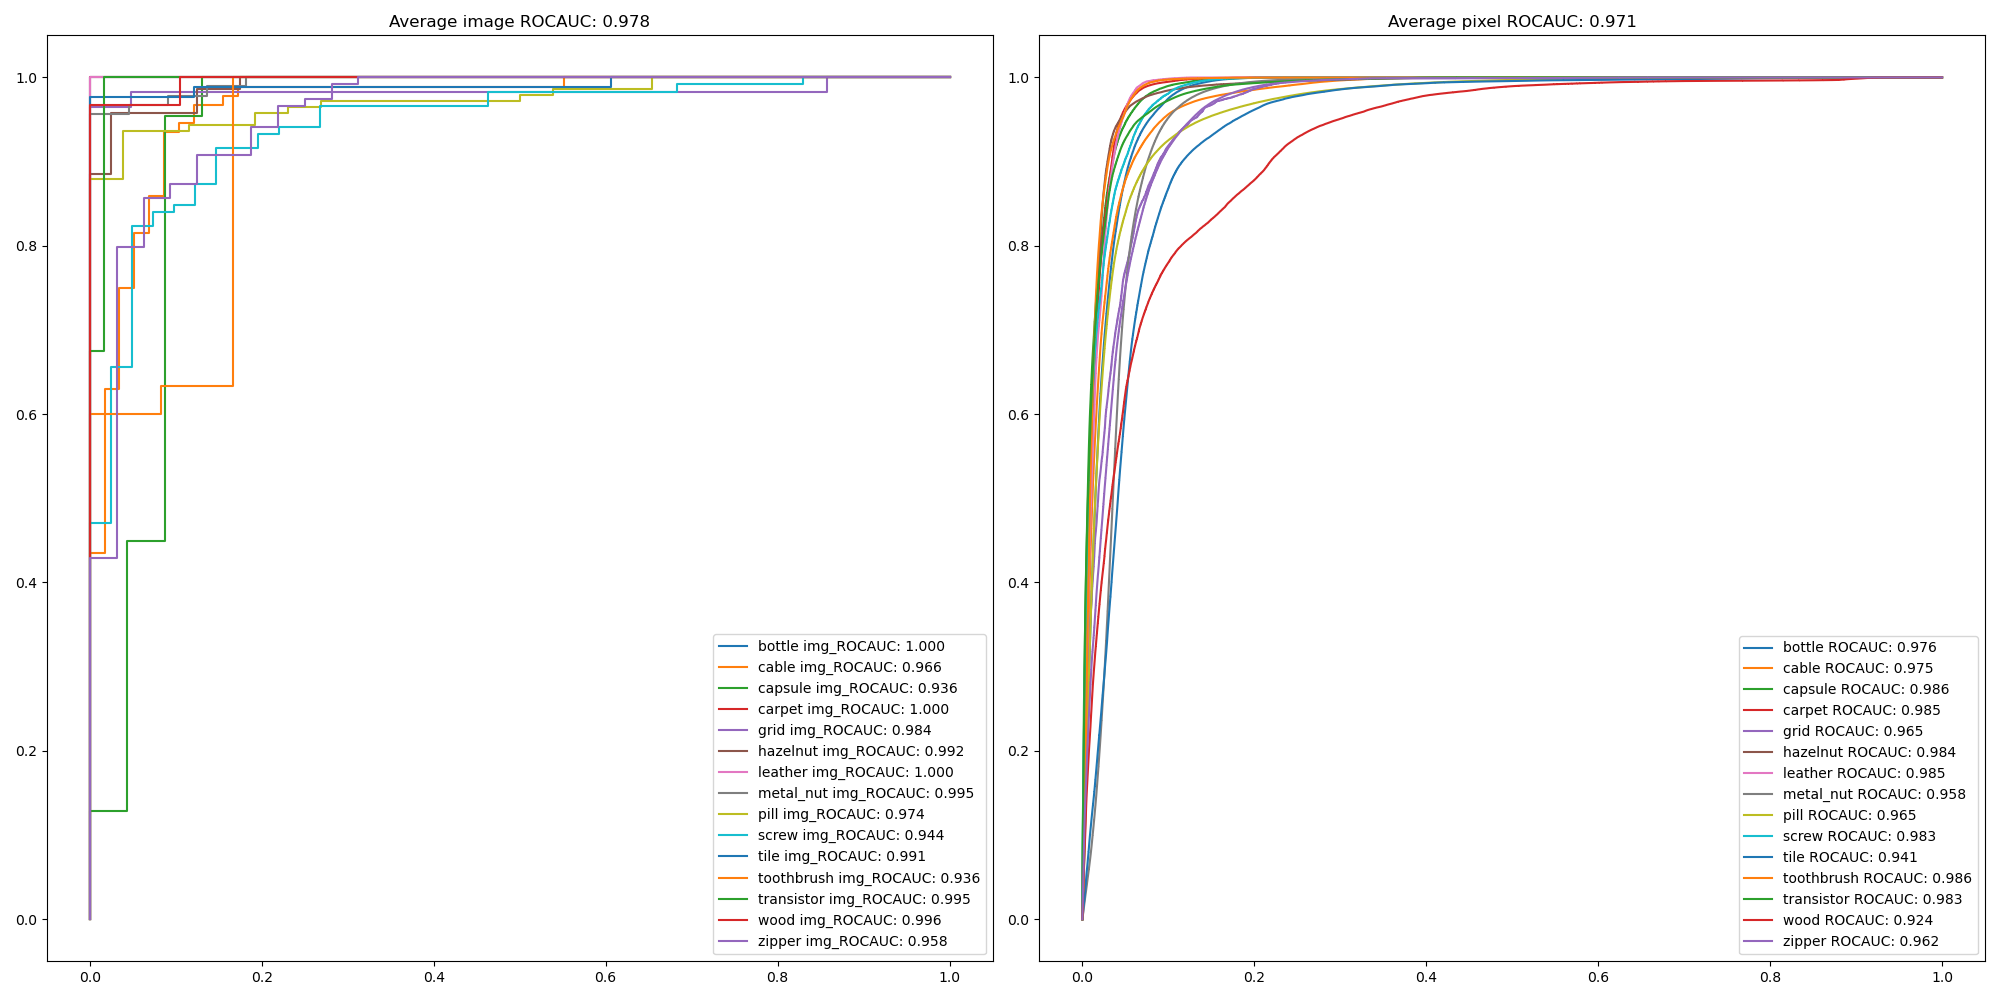 Average image ROCAUC: 0.978
1.0
0.8
0.6
0.4
0.2
0.0
0.0 0.2 0.4 0.6 0.8 1.0
bottle img_ROCAUC: 1.000
cable img_ROCAUC: 0.966
capsule img_ROCAUC: 0.936
carpet img_ROCAUC: 1.000
grid img_ROCAUC: 0.984
hazelnut img_ROCAUC: 0.992
leather img_ROCAUC: 1.000
metal_nut img_ROCAUC: 0.995
pill img_ROCAUC: 0.974
screw img_ROCAUC: 0.944
tile img_ROCAUC: 0.991
toothbrush img_ROCAUC: 0.936
transistor img_ROCAUC: 0.995
wood img_ROCAUC: 0.996
zipper img_ROCAUC: 0.958
Average pixel ROCAUC: 0.971
1.0
0.8
0.6
0.4
0.2
0.0
0.0 0.2 0.4 0.6 0.8 1.0
bottle ROCAUC: 0.976
cable ROCAUC: 0.975
capsule ROCAUC: 0.986
carpet ROCAUC: 0.985
grid ROCAUC: 0.965
hazelnut ROCAUC: 0.984
leather ROCAUC: 0.985
metal_nut ROCAUC: 0.958
pill ROCAUC: 0.965
screw ROCAUC: 0.983
tile ROCAUC: 0.941
toothbrush ROCAUC: 0.986
transistor ROCAUC: 0.983
wood ROCAUC: 0.924
zipper ROCAUC: 0.962